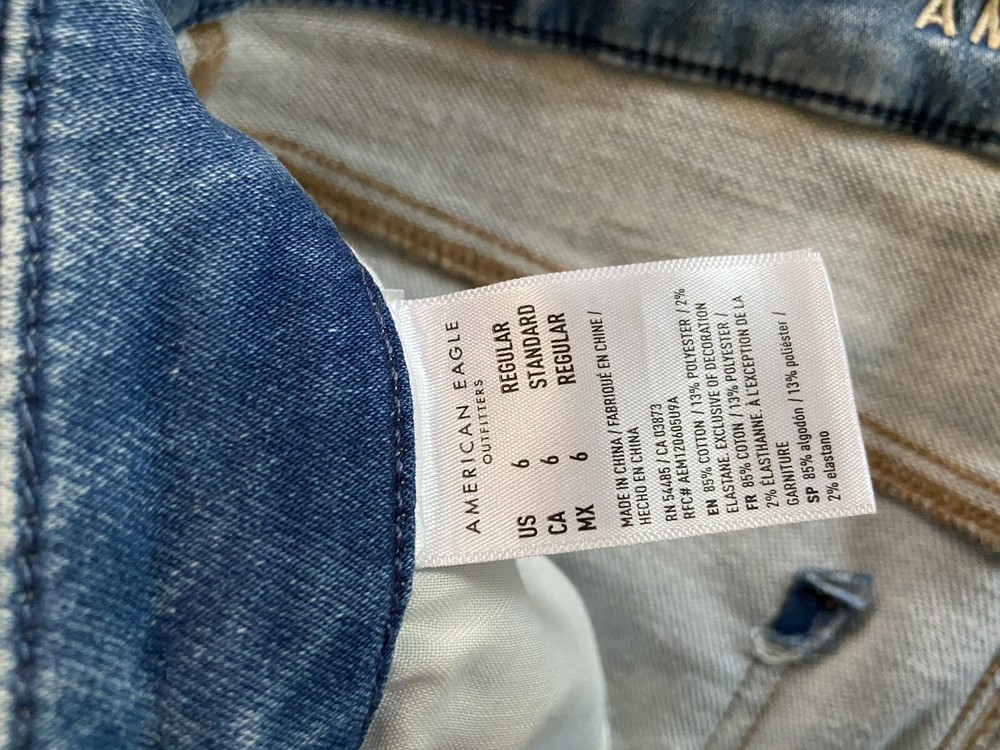 AMERICAN EAGLE
OUTFITTERS
US 6 REGULAR
CA 6 STANDARD
MX 6 REGULAR
MADE IN CHINA / FABRIQUÉ EN CHINE /
HECHO EN CHINA
RN 54485 / CA 03873
RFC# AEM120605U9A
EN 85% COTTON / 13% POLYESTER / 2%
ELASTANE. EXCLUSIVE OF DECORATION
FR 85% COTON / 13% POLYESTER /
2% ÉLASTHANNE. À L'EXCEPTION DE LA
GARNITURE
SP 85% algodón / 13% poliéster /
2% elastano